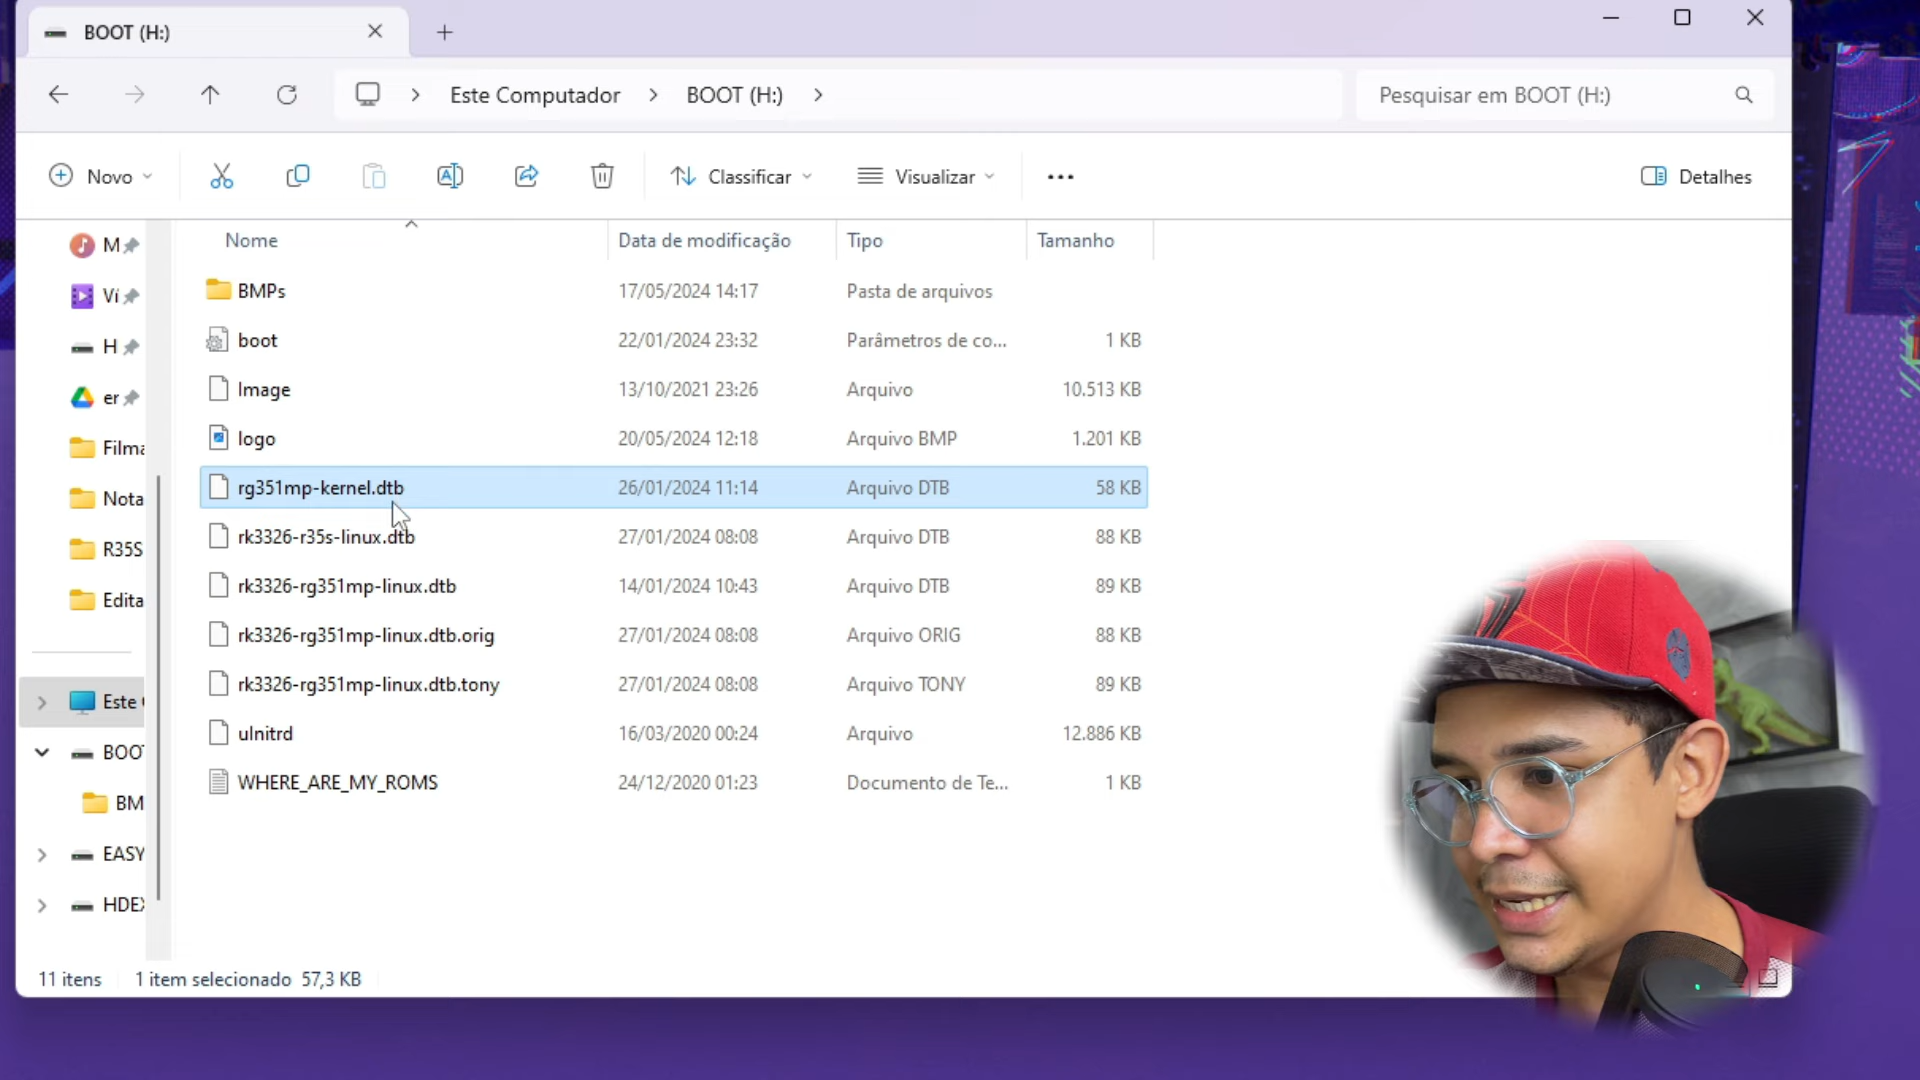 BOOT (H:)
Este Computador BOOT (H:)
Pesquisar em BOOT (H:)
Novo
Classificar
Visualizar
Detalhes
Nome Data de modificação Tipo Tamanho
BMPs 17/05/2024 14:17 Pasta de arquivos
boot 22/01/2024 23:32 Parâmetros de co... 1 KB
Image 13/10/2021 23:26 Arquivo 10.513 KB
logo 20/05/2024 12:18 Arquivo BMP 1.201 KB
rg351mp-kernel.dtb 26/01/2024 11:14 Arquivo DTB 58 KB
rk3326-r35s-linux.dtb 27/01/2024 08:08 Arquivo DTB 88 KB
rk3326-rg351mp-linux.dtb 14/01/2024 10:43 Arquivo DTB 89 KB
rk3326-rg351mp-linux.dtb.orig 27/01/2024 08:08 Arquivo ORIG 88 KB
rk3326-rg351mp-linux.dtb.tony 27/01/2024 08:08 Arquivo TONY 89 KB
uInitrd 16/03/2020 00:24 Arquivo 12.886 KB
WHERE_ARE_MY_ROMS 24/12/2020 01:23 Documento de Te... 1 KB
M
Ví
H
er
Filma
Nota
R35S
Edita
Este
BOOT
BM
EASY
HDEX
11 itens 1 item selecionado 57,3 KB